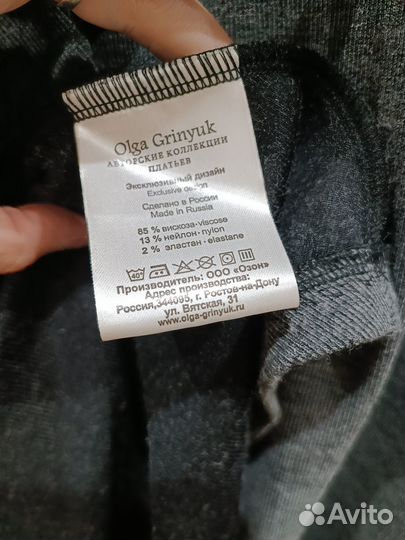 Olga Grinyuk
АВТОРСКИЕ КОЛЛЕКЦИИ
ПЛАТЬЕВ
Эксклюзивный дизайн
Exclusive design
Сделано в России
Made in Russia
85 % вискоза-viscose
13 % нейлон-nylon
2 % эластан-elastane
40
Производитель: ООО «Озон»
Адрес производства:
Россия,344095, г. Ростов-на-Дону
ул. Вятская, 31
www.olga-grinyuk.ru
Avito